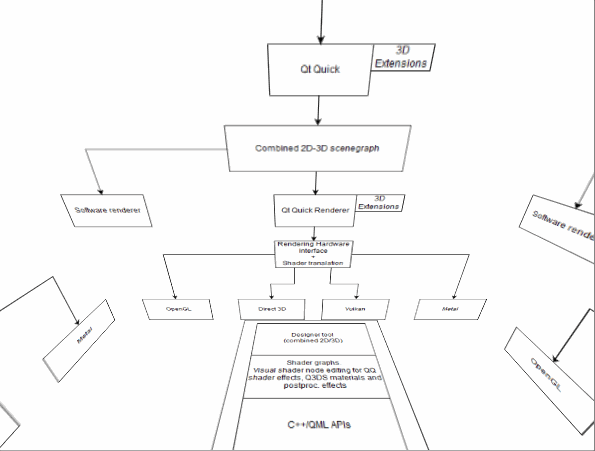 3D
Extensions
Qt Quick
Combined 2D-3D scenegraph
Software renderer
Qt Quick Renderer
3D
Extensions
Software rende
Rendering Hardware
Interface
+
Shader translation
OpenGL
Direct 3D
Vulkan
Metal
Metal
OpenGL
Designer tool
(combined 2D/3D)
Shader graphs.
Visual shader node editing for QQ
shader effects, Q3DS materials and
postproc. effects
C++/QML APIs